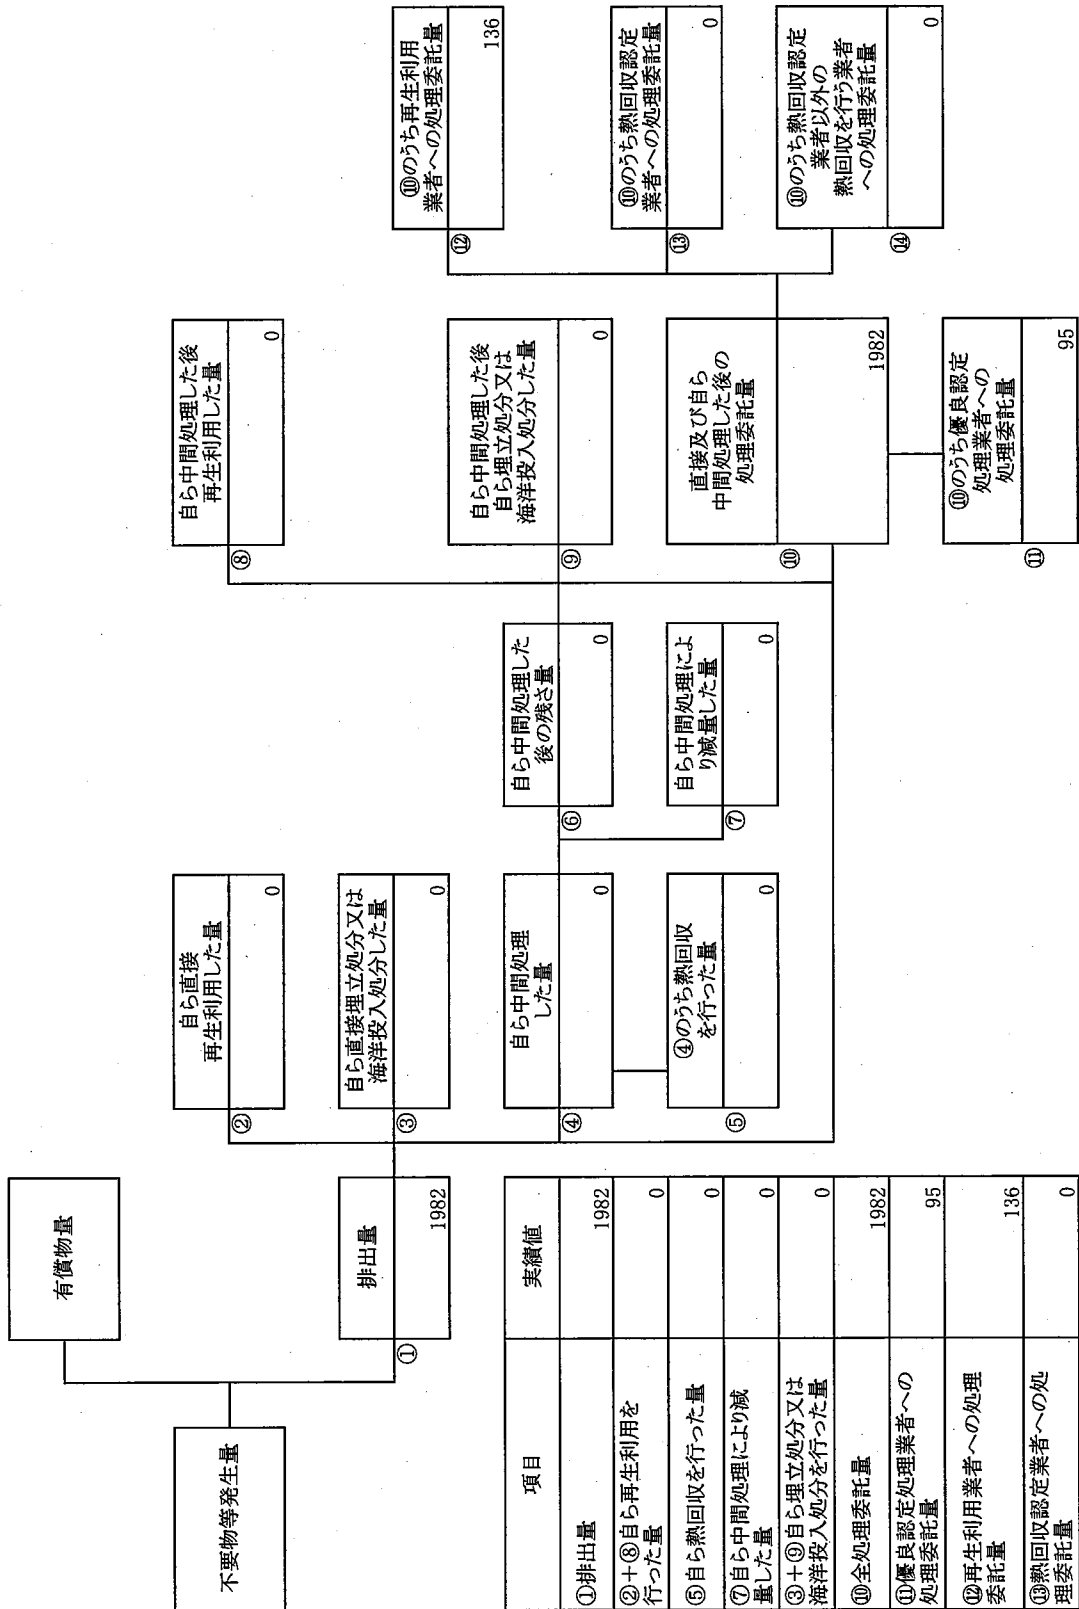 不要物等発生量
有償物量
排出量
①
1982
自ら直接
再生利用した量
②
0
自ら直接埋立処分又は
海洋投入処分した量
③
0
自ら中間処理
した量
④
0
④のうち熱回収
を行った量
⑤
0
自ら中間処理した
後の残さ量
⑥
0
自ら中間処理によ
り減量した量
⑦
0
自ら中間処理した後
再生利用した量
⑧
0
自ら中間処理した後
自ら埋立処分又は
海洋投入処分した量
⑨
0
直接及び自ら
中間処理した後の
処理委託量
⑩
1982
⑩のうち優良認定
処理業者への
処理委託量
⑪
95
⑩のうち再生利用
業者への処理委託量
⑫
136
⑩のうち熱回収認定
業者への処理委託量
⑬
0
⑩のうち熱回収認定
業者以外の
熱回収を行う業者
への処理委託量
⑭
0
項目
実績値
①排出量
1982
②+⑧自ら再生利用を
行った量
0
⑤自ら熱回収を行った量
0
⑦自ら中間処理により減
量した量
0
③+⑨自ら埋立処分又は
海洋投入処分を行った量
0
⑩全処理委託量
1982
⑪優良認定処理業者への
処理委託量
95
⑫再生利用業者への処理
委託量
136
⑬熱回収認定業者への処
理委託量
0